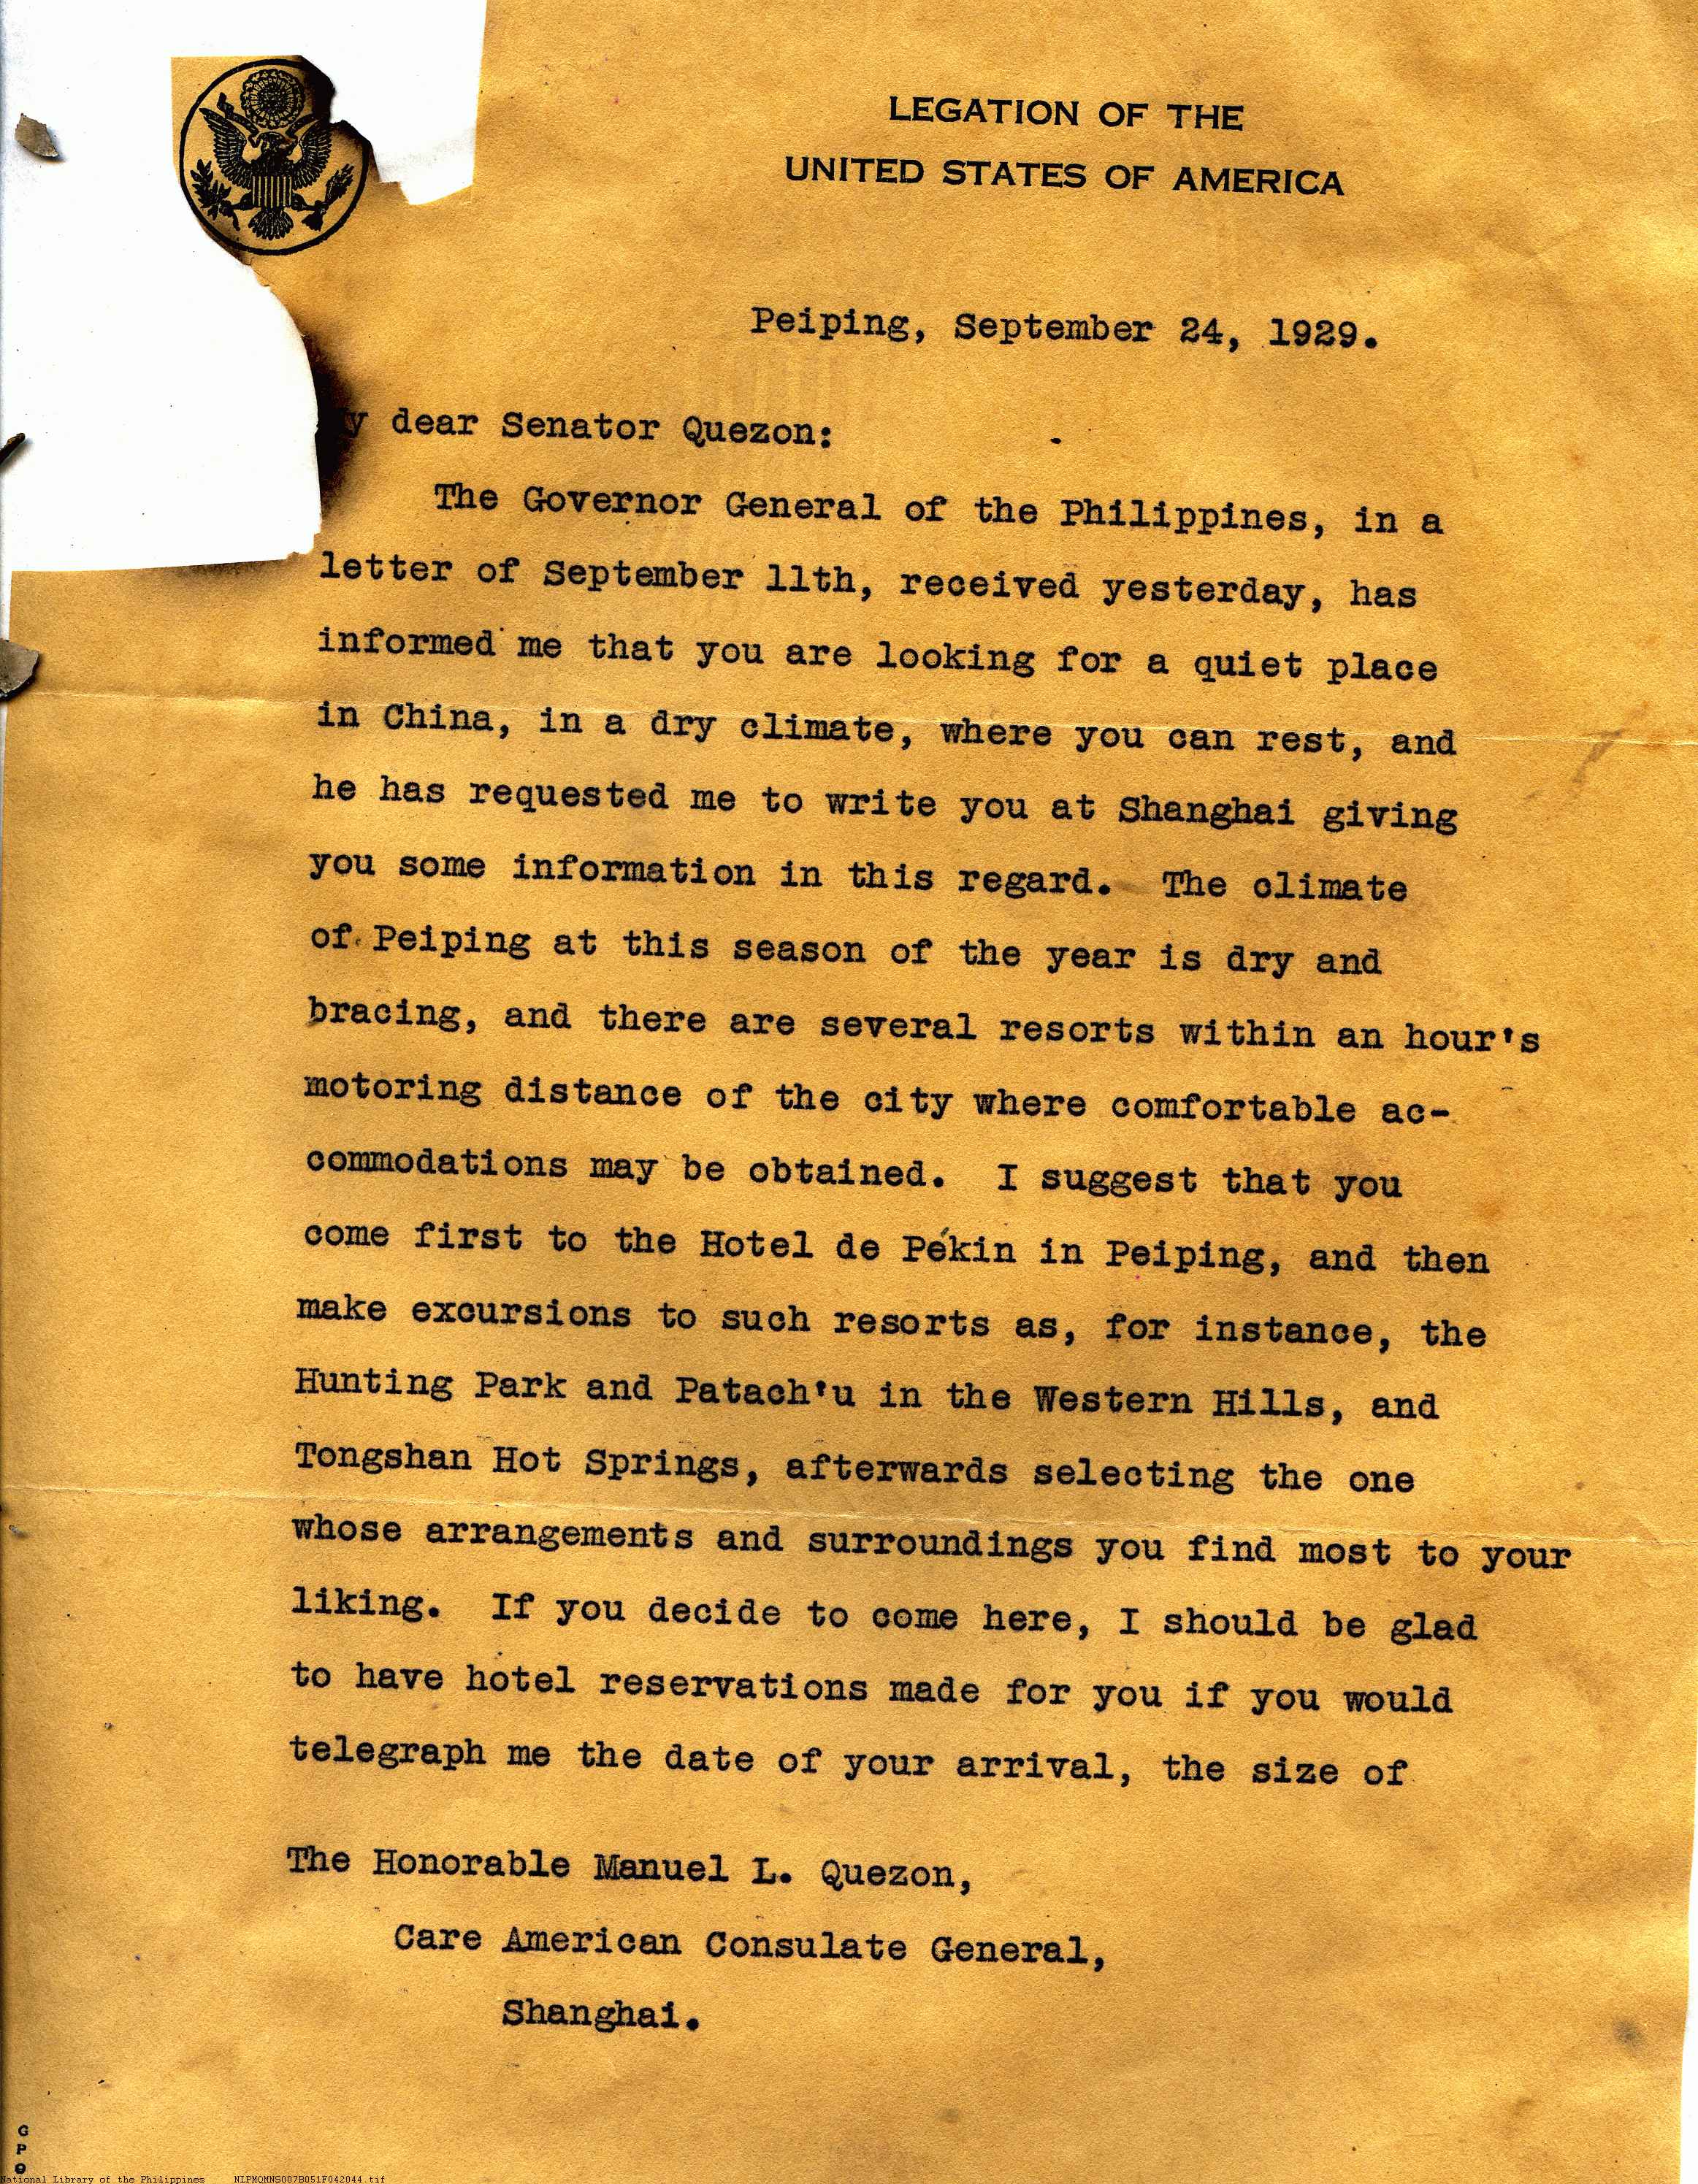 LEGATION OF THE
UNITED STATES OF AMERICA
Peiping, September 24, 1929.
y dear Senator Quezon:
The Governor General of the Philippines, in a
letter of September 11th, received yesterday, has
informed me that you are looking for a quiet place
in China, in a dry climate, where you can rest, and
he has requested me to write you at Shanghai giving
you some information in this regard. The climate
of Peiping at this season of the year is dry and
bracing, and there are several resorts within an hour's
motoring distance of the city where comfortable ac-
commodations may be obtained. I suggest that you
come first to the Hotel de Pékin in Peiping, and then
make excursions to such resorts as, for instance, the
Hunting Park and Patach'u in the Western Hills, and
Tongshan Hot Springs, afterwards selecting the one
whose arrangements and surroundings you find most to your
liking. If you decide to come here, I should be glad
to have hotel reservations made for you if you would
telegraph me the date of your arrival, the size of
The Honorable Manuel L. Quezon,
Care American Consulate General,
Shanghai.
G
P
O
National Library of the Philippines NLPMQMNS007B051F042044.tif